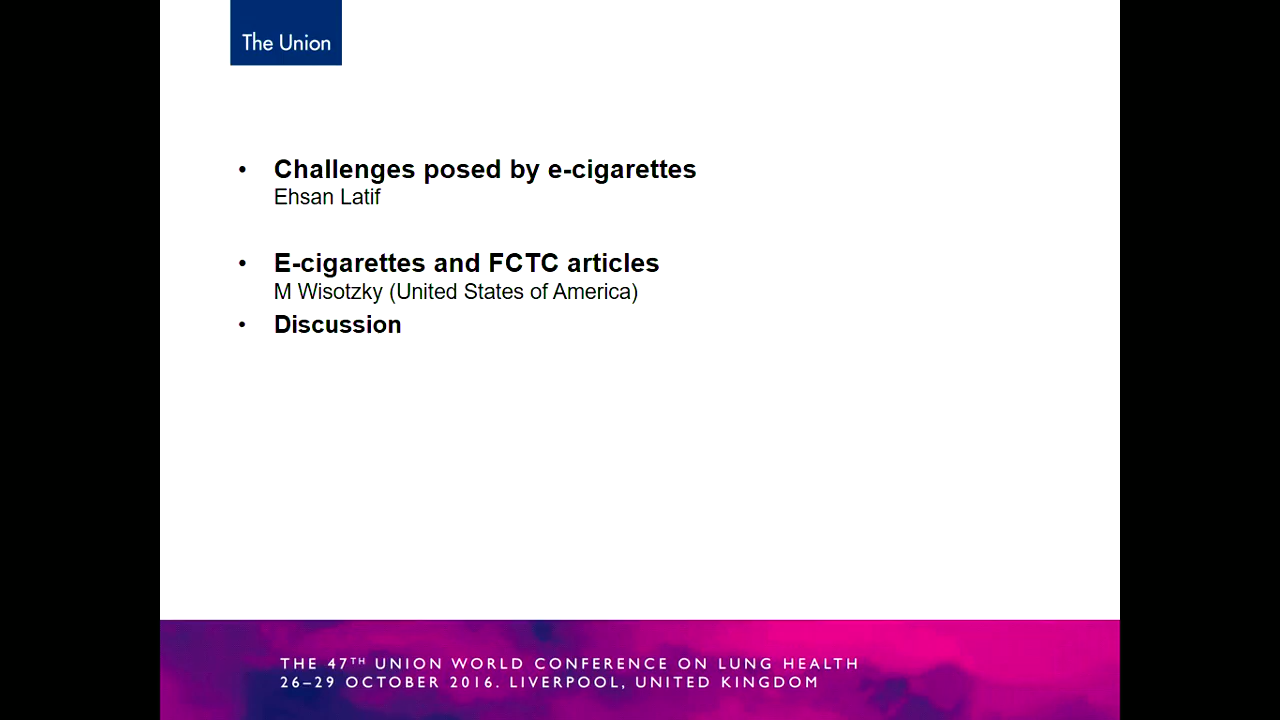 The Union
• Challenges posed by e-cigarettes
Ehsan Latif
• E-cigarettes and FCTC articles
M Wisotzky (United States of America)
• Discussion
THE 47TH UNION WORLD CONFERENCE ON LUNG HEALTH
26–29 OCTOBER 2016. LIVERPOOL, UNITED KINGDOM